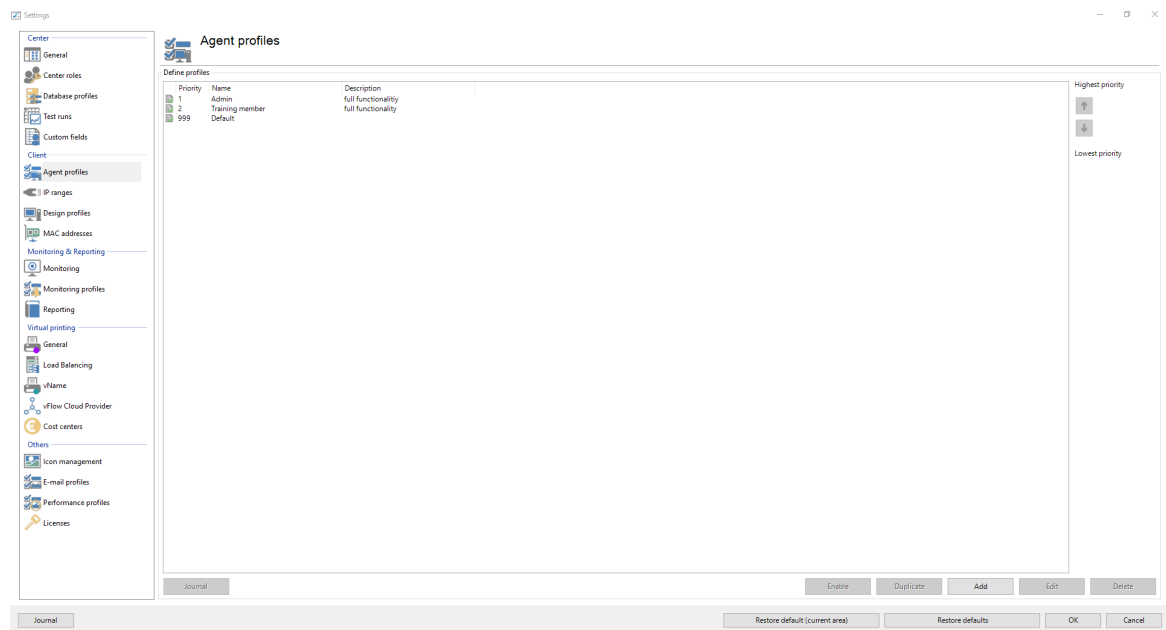 Settings
Center
General
Center roles
Database profiles
Test runs
Custom fields
Client
Agent profiles
IP ranges
Design profiles
MAC addresses
Monitoring & Reporting
Monitoring
Monitoring profiles
Reporting
Virtual printing
General
Load Balancing
vName
vFlow Cloud Provider
Cost centers
Others
Icon management
E-mail profiles
Performance profiles
Licenses
Agent profiles
Define profiles
Priority Name Description
1 Admin full functionalitiy
2 Training member full functionality
999 Default
Highest priority
Lowest priority
Journal Enable Duplicate Add Edit Delete
Journal Restore default (current area) Restore defaults OK Cancel